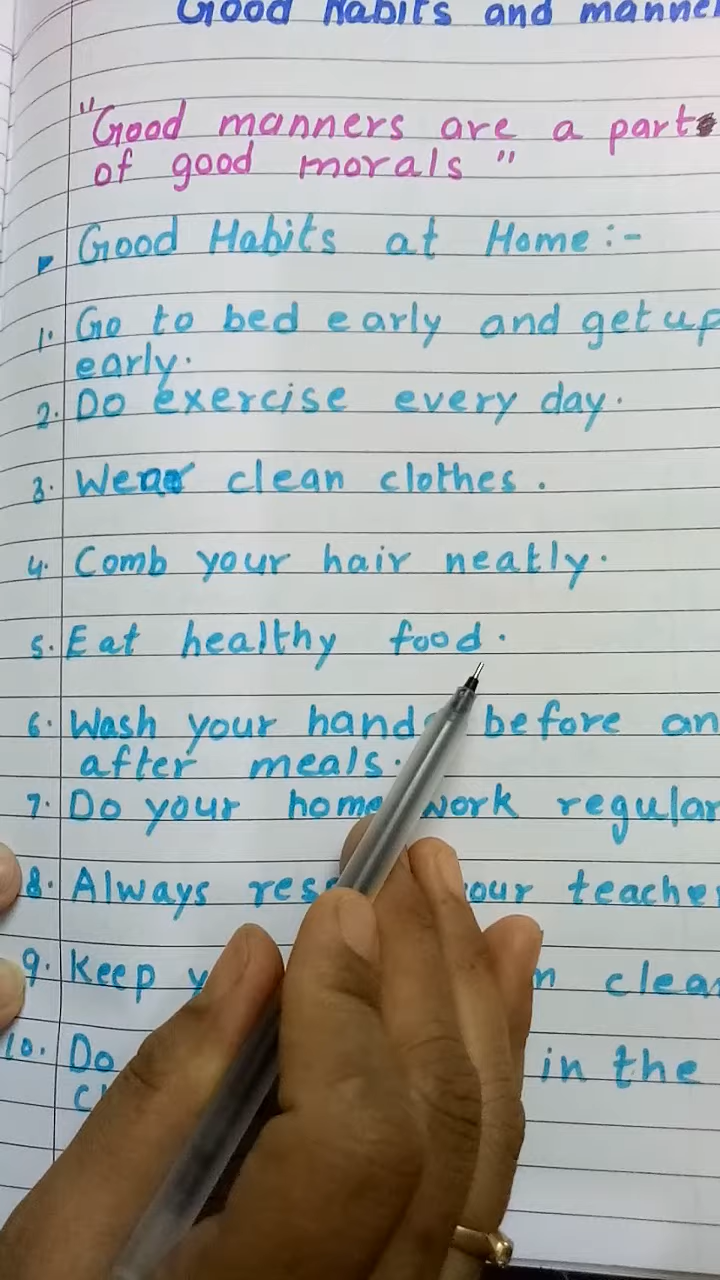 Good Habits and manner
"Good manners are a part
of good morals"
Good Habits at Home:-
1. Go to bed early and get up
early.
2. Do exercise every day.
3. Wear clean clothes.
4. Comb your hair neatly.
5. Eat healthy food.
6. Wash your hands before an
after meals.
7. Do your home work regular
8. Always our teache
9. Keep clea
10. Do in the